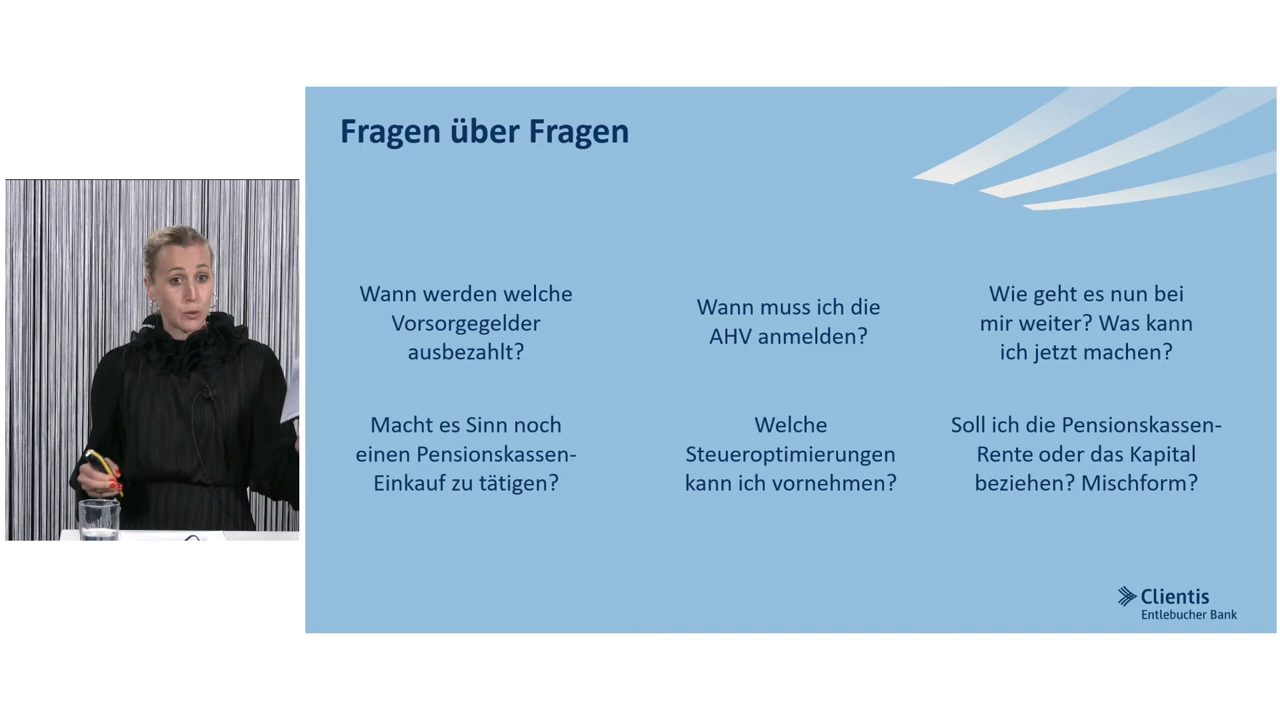 Fragen über Fragen
Wann werden welche
Vorsorgegelder
ausbezahlt?
Wann muss ich die
AHV anmelden?
Wie geht es nun bei
mir weiter? Was kann
ich jetzt machen?
Macht es Sinn noch
einen Pensionskassen-
Einkauf zu tätigen?
Welche
Steueroptimierungen
kann ich vornehmen?
Soll ich die Pensionskassen-
Rente oder das Kapital
beziehen? Mischform?
Clientis
Entlebucher Bank